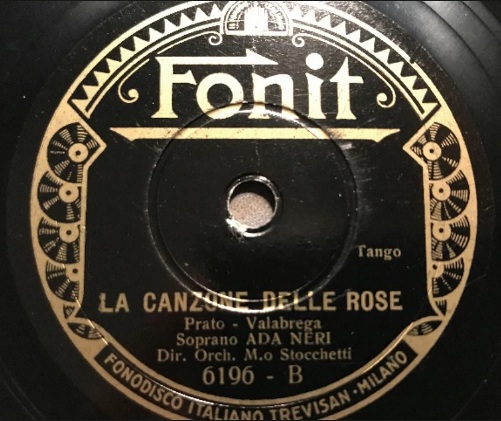 Fonit
Tango
LA CANZONE DELLE ROSE
Prato - Valabrega
Soprano ADA NERI
Dir. Orch. M.o Stocchetti
6196 - B
FONODISCO ITALIANO TREVISAN - MILANO